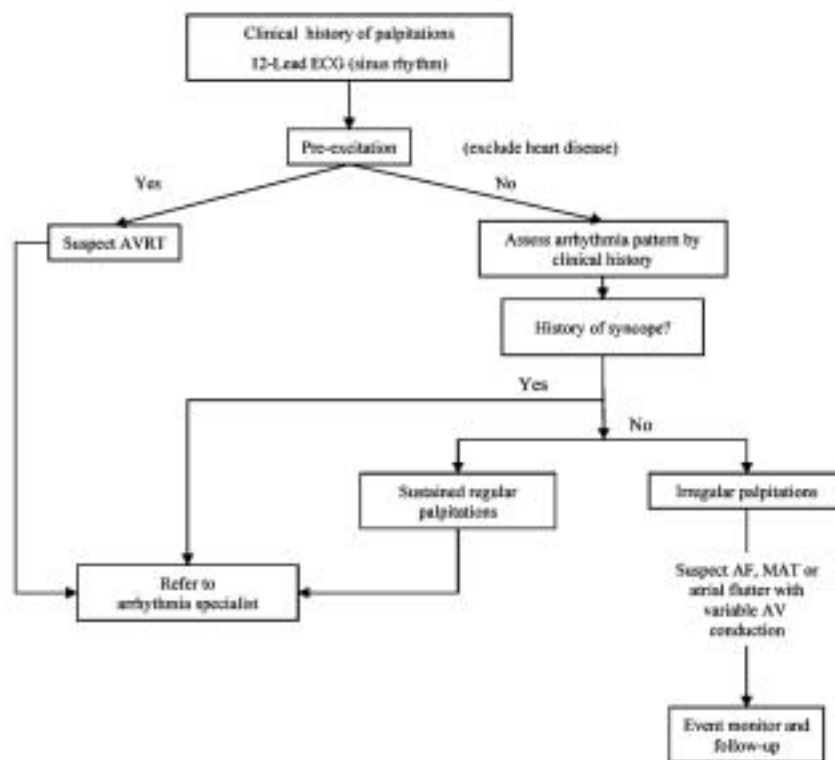 Clinical history of palpitations
12-Lead ECG (sinus rhythm)
Pre-excitation
(exclude heart disease)
Yes
No
Suspect AVRT
Assess arrhythmia pattern by
clinical history
History of syncope?
Yes
No
Sustained regular
palpitations
Irregular palpitations
Refer to
arrhythmia specialist
Suspect AF, MAT or
atrial flutter with
variable AV
conduction
Event monitor and
follow-up